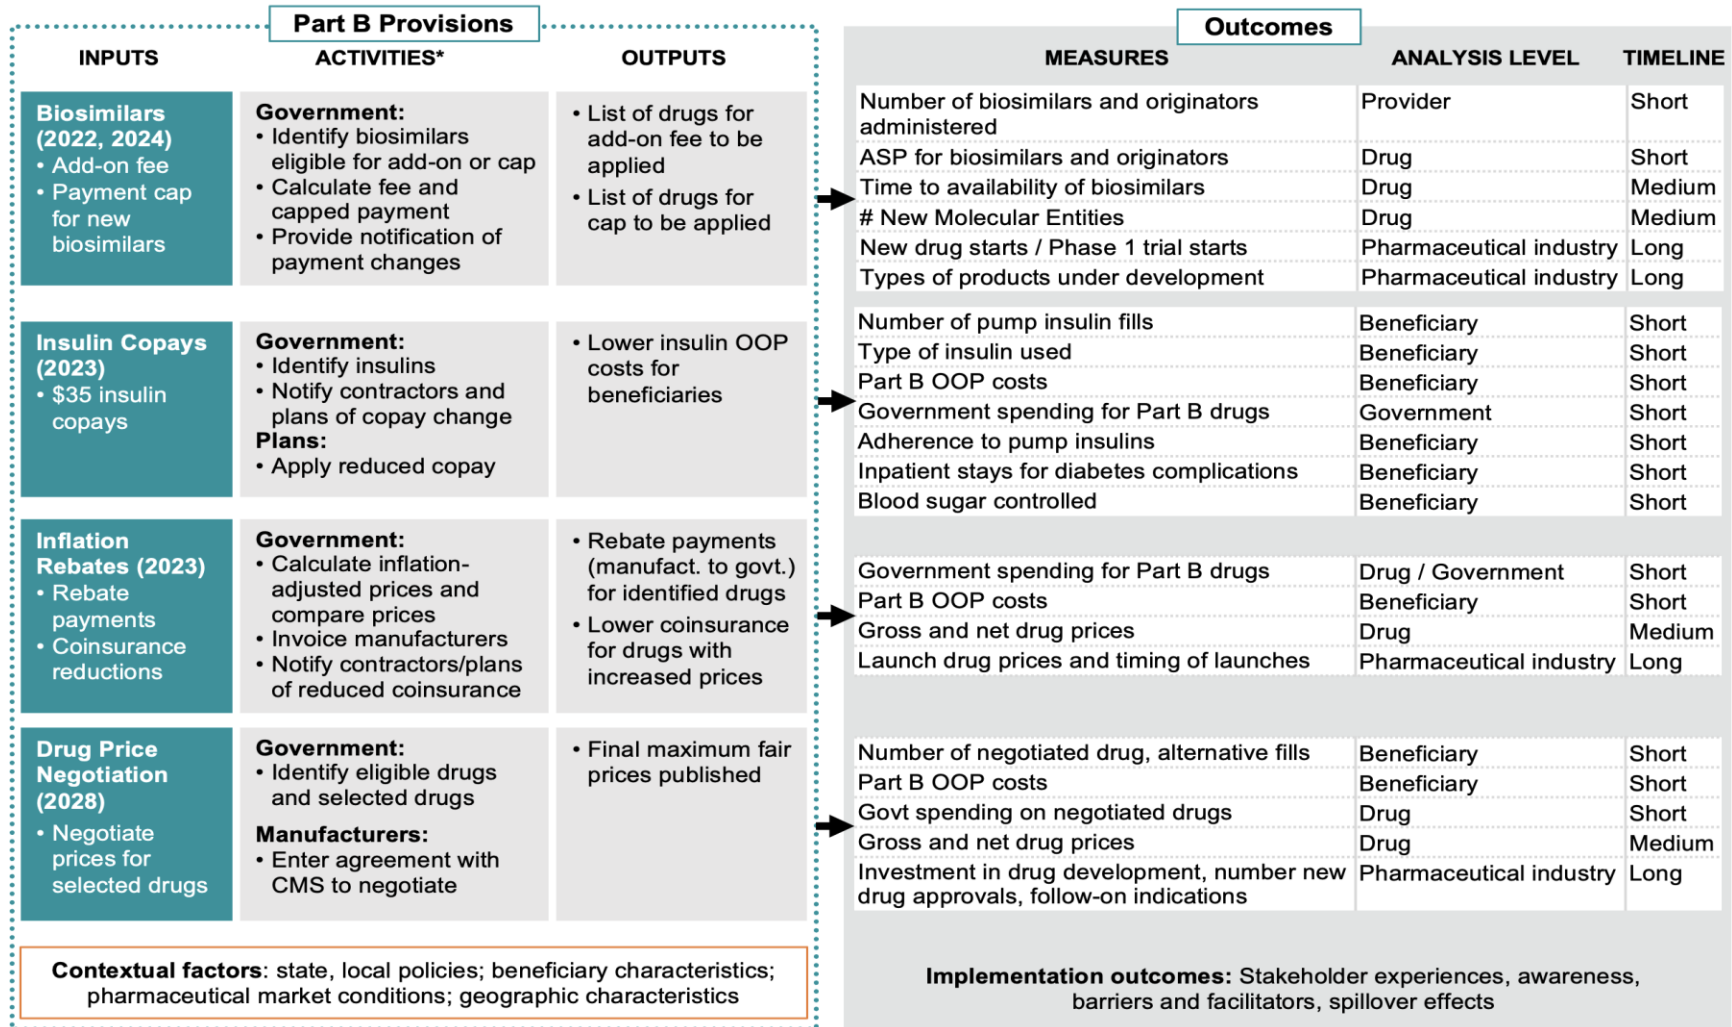 Part B Provisions
INPUTS
ACTIVITIES*
OUTPUTS
Biosimilars
(2022, 2024)
• Add-on fee
• Payment cap
for new
biosimilars
Government:
• Identify biosimilars
eligible for add-on or cap
• Calculate fee and
capped payment
• Provide notification of
payment changes
• List of drugs for
add-on fee to be
applied
• List of drugs for
cap to be applied
Insulin Copays
(2023)
• $35 insulin
copays
Government:
• Identify insulins
• Notify contractors and
plans of copay change
Plans:
• Apply reduced copay
• Lower insulin OOP
costs for
beneficiaries
Inflation
Rebates (2023)
• Rebate
payments
• Coinsurance
reductions
Government:
• Calculate inflation-
adjusted prices and
compare prices
• Invoice manufacturers
• Notify contractors/plans
of reduced coinsurance
• Rebate payments
(manufact. to govt.)
for identified drugs
• Lower coinsurance
for drugs with
increased prices
Drug Price
Negotiation
(2028)
• Negotiate
prices for
selected drugs
Government:
• Identify eligible drugs
and selected drugs
Manufacturers:
• Enter agreement with
CMS to negotiate
• Final maximum fair
prices published
Contextual factors: state, local policies; beneficiary characteristics;
pharmaceutical market conditions; geographic characteristics
Outcomes
MEASURES ANALYSIS LEVEL TIMELINE
Number of biosimilars and originators Provider Short
administered
ASP for biosimilars and originators Drug Short
Time to availability of biosimilars Drug Medium
# New Molecular Entities Drug Medium
New drug starts / Phase 1 trial starts Pharmaceutical industry Long
Types of products under development Pharmaceutical industry Long
Number of pump insulin fills Beneficiary Short
Type of insulin used Beneficiary Short
Part B OOP costs Beneficiary Short
Government spending for Part B drugs Government Short
Adherence to pump insulins Beneficiary Short
Inpatient stays for diabetes complications Beneficiary Short
Blood sugar controlled Beneficiary Short
Government spending for Part B drugs Drug / Government Short
Part B OOP costs Beneficiary Short
Gross and net drug prices Drug Medium
Launch drug prices and timing of launches Pharmaceutical industry Long
Number of negotiated drug, alternative fills Beneficiary Short
Part B OOP costs Beneficiary Short
Govt spending on negotiated drugs Drug Short
Gross and net drug prices Drug Medium
Investment in drug development, number new Pharmaceutical industry Long
drug approvals, follow-on indications
Implementation outcomes: Stakeholder experiences, awareness,
barriers and facilitators, spillover effects